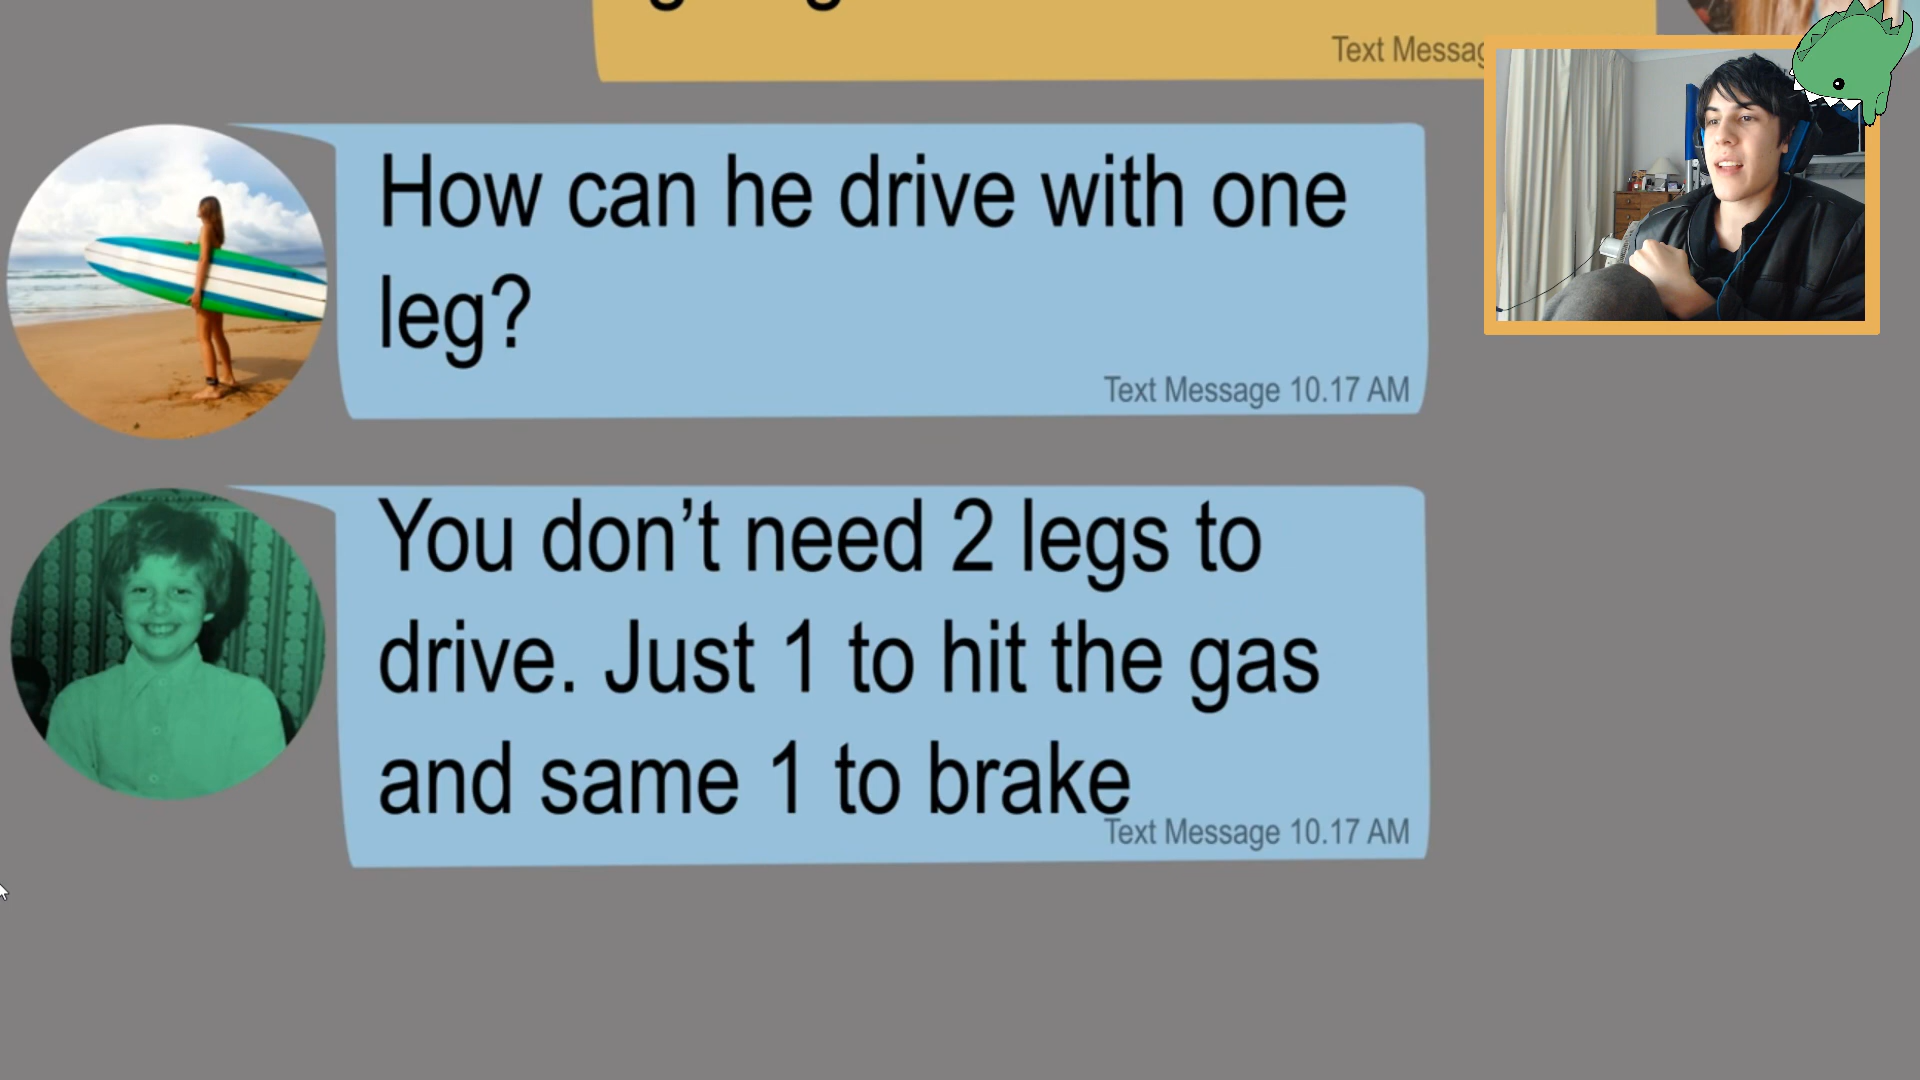 Text Messag
How can he drive with one
leg?
Text Message 10.17 AM
You don’t need 2 legs to
drive. Just 1 to hit the gas
and same 1 to brake
Text Message 10.17 AM